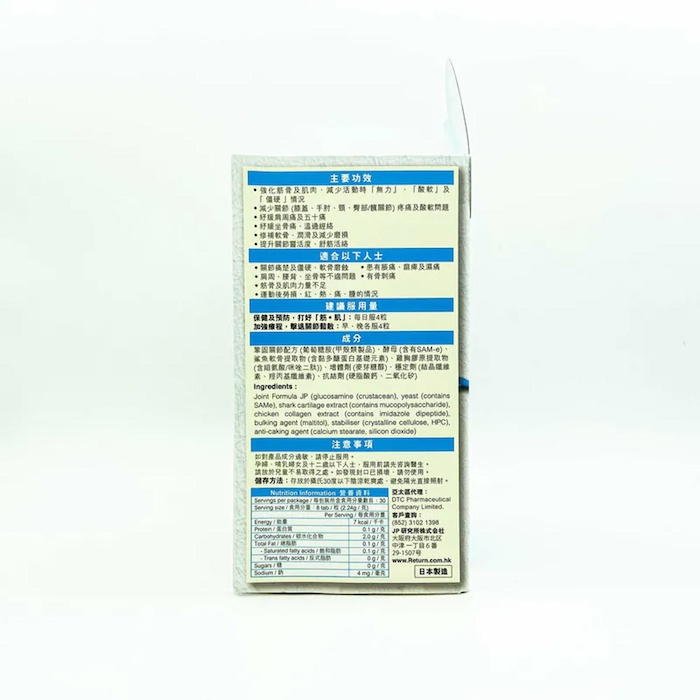 主要功效
• 強化筋骨及肌肉、減少活動時「無力」、「酸軟」及
「僵硬」情況
• 減少關節 (膝蓋、手肘、頸、臀部/髖關節) 疼痛及酸軟問題
• 紓緩肩周痛及五十痛
• 紓緩坐骨痛、溫通經絡
• 修補軟骨、潤滑及減少磨損
• 提升關節靈活度、舒筋活絡
適合以下人士
• 關節痛楚及僵硬、軟骨磨蝕 • 患有脹痛、麻痺及濕痛
• 肩周、腰背、坐骨等不適問題 • 有骨刺痛
• 筋骨及肌肉力量不足
• 運動後勞損、紅、熱、痛、腫的情況
建議服用量
保健及預防，打好「筋•肌」：每日服4粒
加強療程，擊退關節鬆散：早、晚各服4粒
成分
鞏固關節配方 (葡萄糖胺(甲殼類製品)、酵母 (含有SAM-e)、
鯊魚軟骨提取物 (含黏多醣蛋白基礎元素)、雞胸膠原提取物
(含組氨酸/咪唑二肽))、增體劑 (麥芽糖醇)、穩定劑 (結晶纖維
素、羥丙基纖維素)、抗結劑 (硬脂酸鈣、二氧化矽)
Ingredients :
Joint Formula JP (glucosamine (crustacean), yeast (contains
SAMe), shark cartilage extract (contains mucopolysaccharide),
chicken collagen extract (contains imidazole dipeptide),
bulking agent (maltitol), stabiliser (crystalline cellulose, HPC),
anti-caking agent (calcium stearate, silicon dioxide)
注意事項
如對產品成分過敏，請停止服用。
孕婦、哺乳婦女及十二歲以下人士，服用前請先咨詢醫生。
請放於兒童不易取得之處。如發現封口已損壞，請勿使用。
儲存方法：存放於攝氏30度以下陰涼乾爽處，避免陽光直接照射。
Nutrition Information 營養資料
Servings per package / 每包裝所含食用分量數目 : 30
Serving size / 食用分量 : 8 tab / 粒 (2.24g / 克)
Per Serving / 每食用分量
Energy / 能量 7 kcal / 千卡
Protein / 蛋白質 0.1 g / 克
Carbohydrates / 碳水化合物 2.0 g / 克
Total Fat / 總脂肪 0.1 g / 克
- Saturated fatty acids / 飽和脂肪 0.1 g / 克
- Trans fatty acids / 反式脂肪 0 g / 克
Sugars / 糖 0 g / 克
Sodium / 鈉 4 mg / 毫克
亞太區代理：
DTC Pharmaceutical
Company Limited.
客戶查詢：
(852) 3102 1398
JP 研究所株式会社
大阪府大阪市北区
中津 一丁目6番
29-1507号
www.Return.com.hk
日本製造